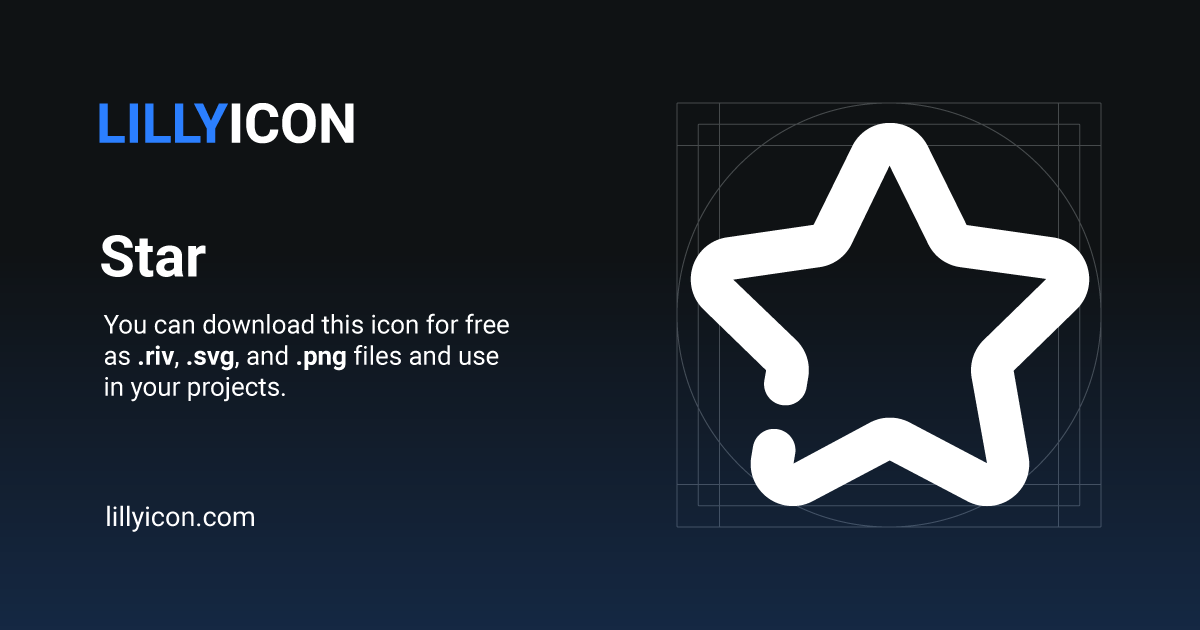 LILLYICON
Star
You can download this icon for free
as .riv, .svg, and .png files and use
in your projects.
lillyicon.com